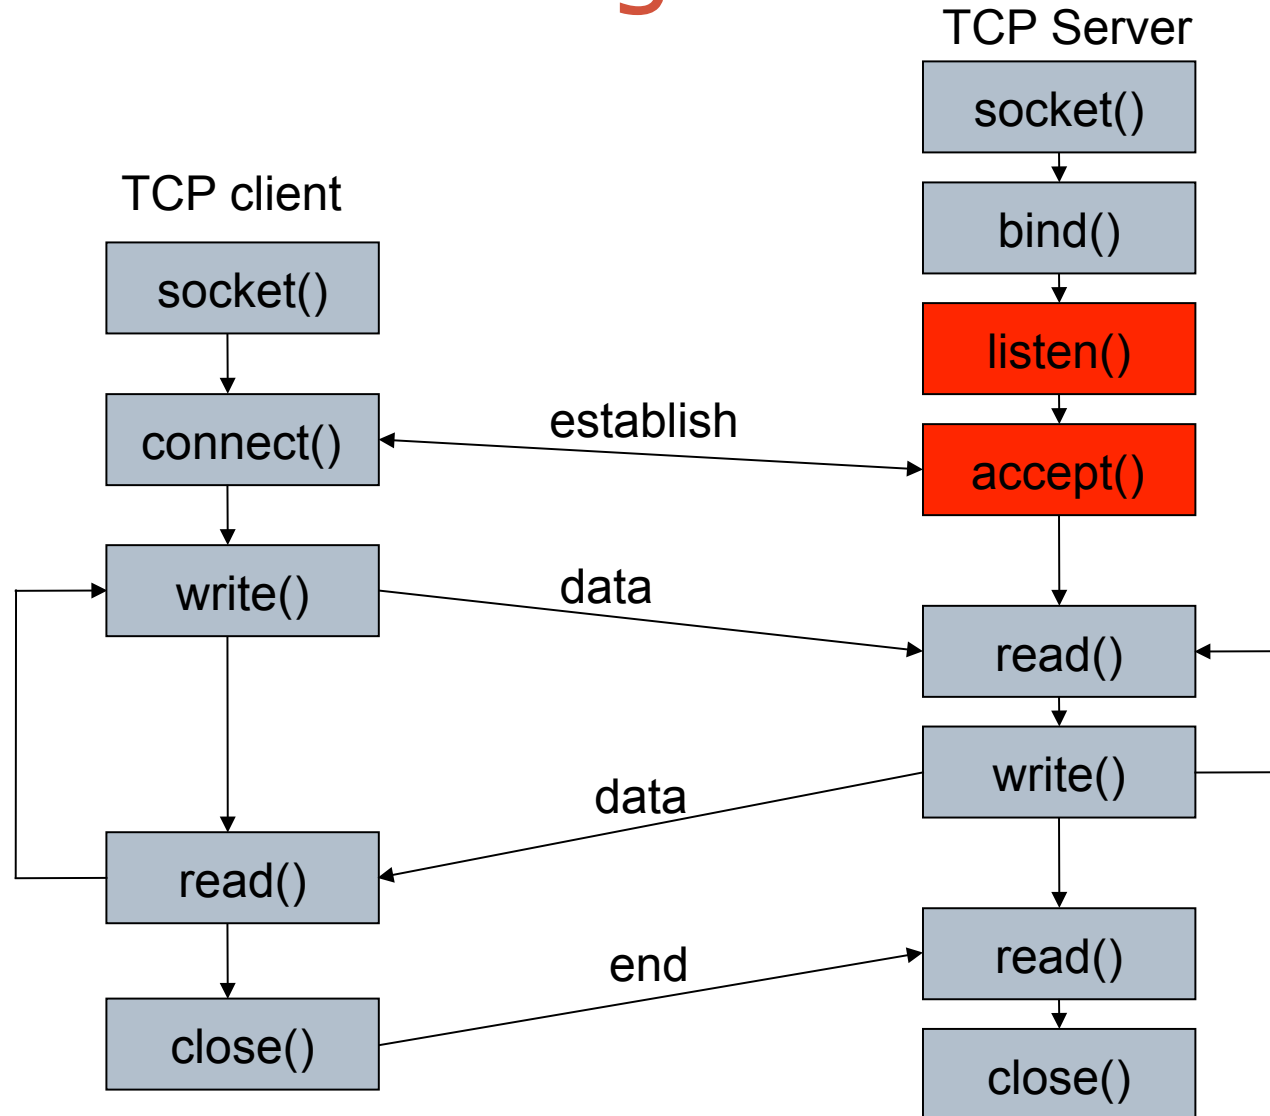 TCP Server
socket()
bind()
listen()
accept()
read()
write()
read()
close()
TCP client
socket()
connect()
write()
read()
close()
establish
data
data
end